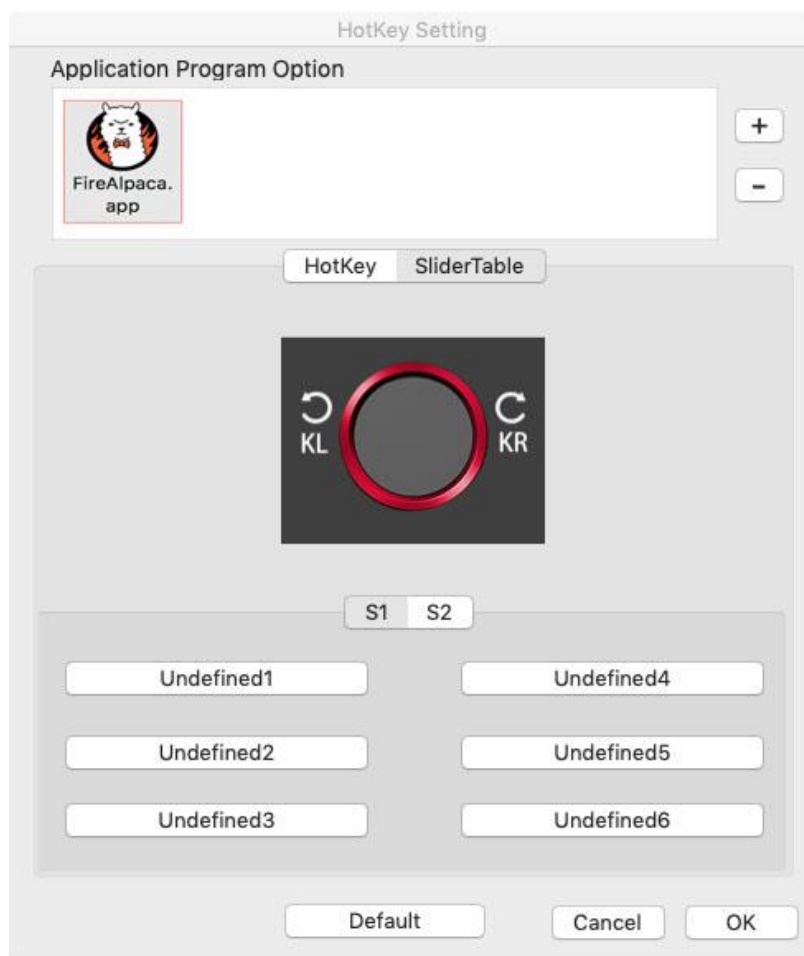 HotKey Setting
Application Program Option
+
FireAlpaca.
app
-
HotKey SliderTable
KL KR
S1 S2
Undefined1 Undefined4
Undefined2 Undefined5
Undefined3 Undefined6
Default Cancel OK